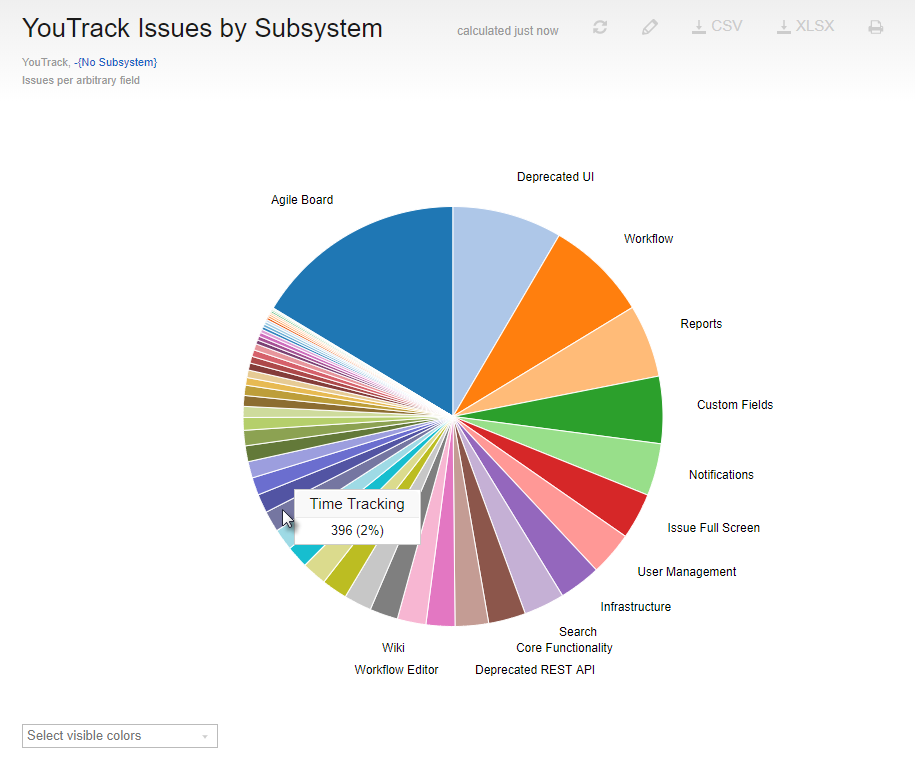 YouTrack Issues by Subsystem
calculated just now
CSV
XLSX
YouTrack, -{No Subsystem}
Issues per arbitrary field
Deprecated UI
Agile Board
Workflow
Reports
Custom Fields
Notifications
Time Tracking
396 (2%)
Issue Full Screen
User Management
Infrastructure
Search
Wiki
Core Functionality
Workflow Editor
Deprecated REST API
Select visible colors